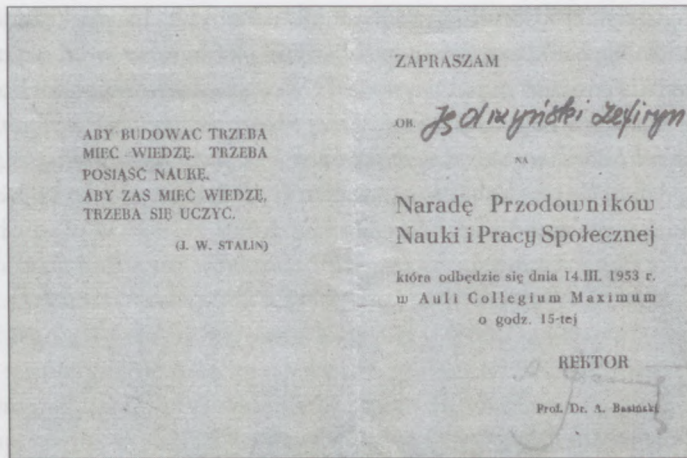 ABY BUDOWAĆ TRZEBA
MIEĆ WIEDZĘ. TRZEBA
POSIĄŚĆ NAUKĘ.
ABY ZAŚ MIEĆ WIEDZĘ,
TRZEBA SIĘ UCZYĆ.
(J. W. STALIN)
ZAPRASZAM
OB. Jędrzyński Zefiryn
NA
Naradę Przodowników
Nauki i Pracy Społecznej
która odbędzie się dnia 14.III. 1953 r.
w Auli Collegium Maximum
o godz. 15-tej
REKTOR
Prof. Dr. A. Basiński